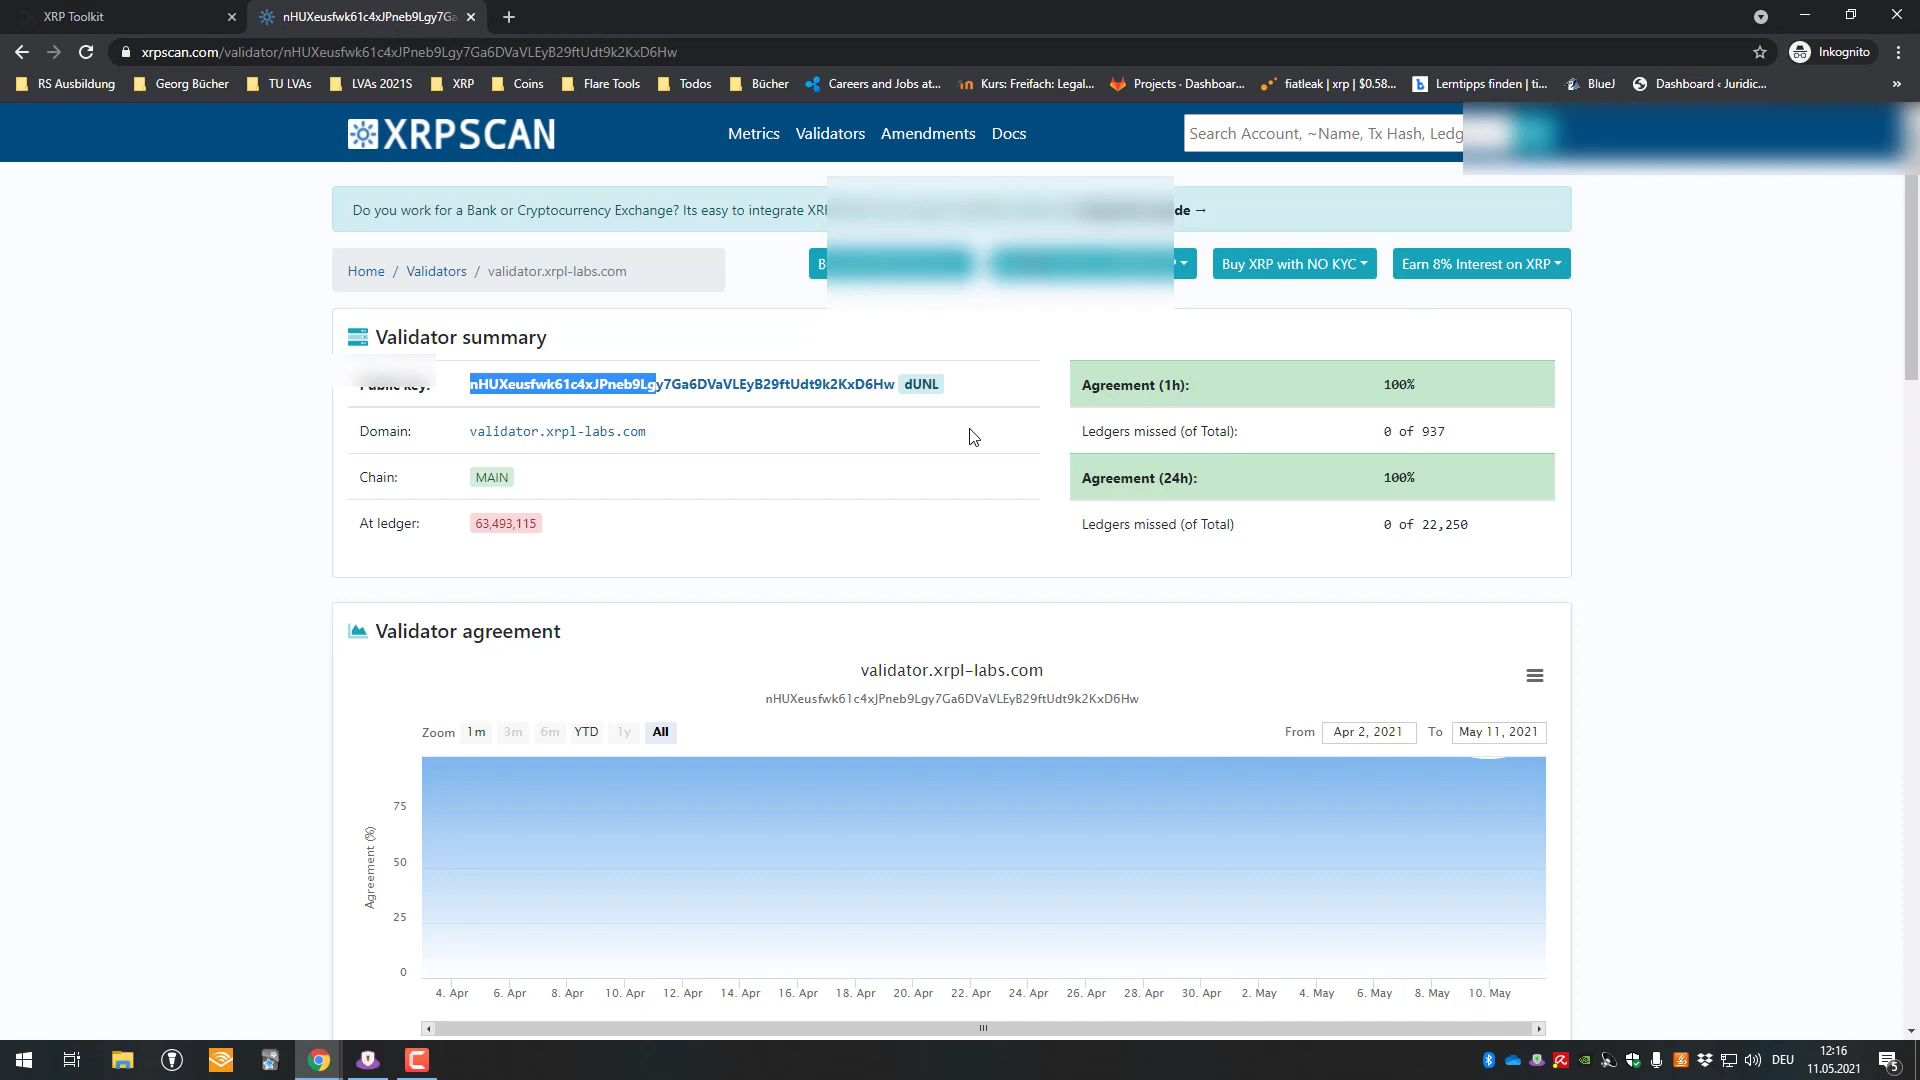 XRP Toolkit
nHUXeusfwk61c4xJPneb9Lgy7Ga
xrpscan.com/validator/nHUXeusfwk61c4xJPneb9Lgy7Ga6DVaVLEyB29ftUdt9k2KxD6Hw
Inkognito
RS Ausbildung
Georg Bücher
TU LVAs
LVAs 2021S
XRP
Coins
Flare Tools
Todos
Bücher
Careers and Jobs at...
Kurs: Freifach: Legal...
Projects · Dashboar...
fiatleak | xrp | $0.58...
Lerntipps finden | ti...
BlueJ
Dashboard ‹ Juridic...
»
XRPSCAN
Metrics
Validators
Amendments
Docs
Search Account, ~Name, Tx Hash, Ledg
Do you work for a Bank or Cryptocurrency Exchange? Its easy to integrate XRP
de →
Home / Validators / validator.xrpl-labs.com
B
Buy XRP with NO KYC
Earn 8% Interest on XRP
Validator summary
Public key:
nHUXeusfwk61c4xJPneb9Lgy7Ga6DVaVLEyB29ftUdt9k2KxD6Hw dUNL
Domain: validator.xrpl-labs.com
Chain: MAIN
At ledger: 63,493,115
Agreement (1h): 100%
Ledgers missed (of Total): 0 of 937
Agreement (24h): 100%
Ledgers missed (of Total) 0 of 22,250
Validator agreement
validator.xrpl-labs.com
nHUXeusfwk61c4xJPneb9Lgy7Ga6DVaVLEyB29ftUdt9k2KxD6Hw
Zoom 1m 3m 6m YTD 1y All
From Apr 2, 2021 To May 11, 2021
Agreement (%)
75
50
25
0
4. Apr 6. Apr 8. Apr 10. Apr 12. Apr 14. Apr 16. Apr 18. Apr 20. Apr 22. Apr 24. Apr 26. Apr 28. Apr 30. Apr 2. May 4. May 6. May 8. May 10. May
DEU
12:16
11.05.2021
5